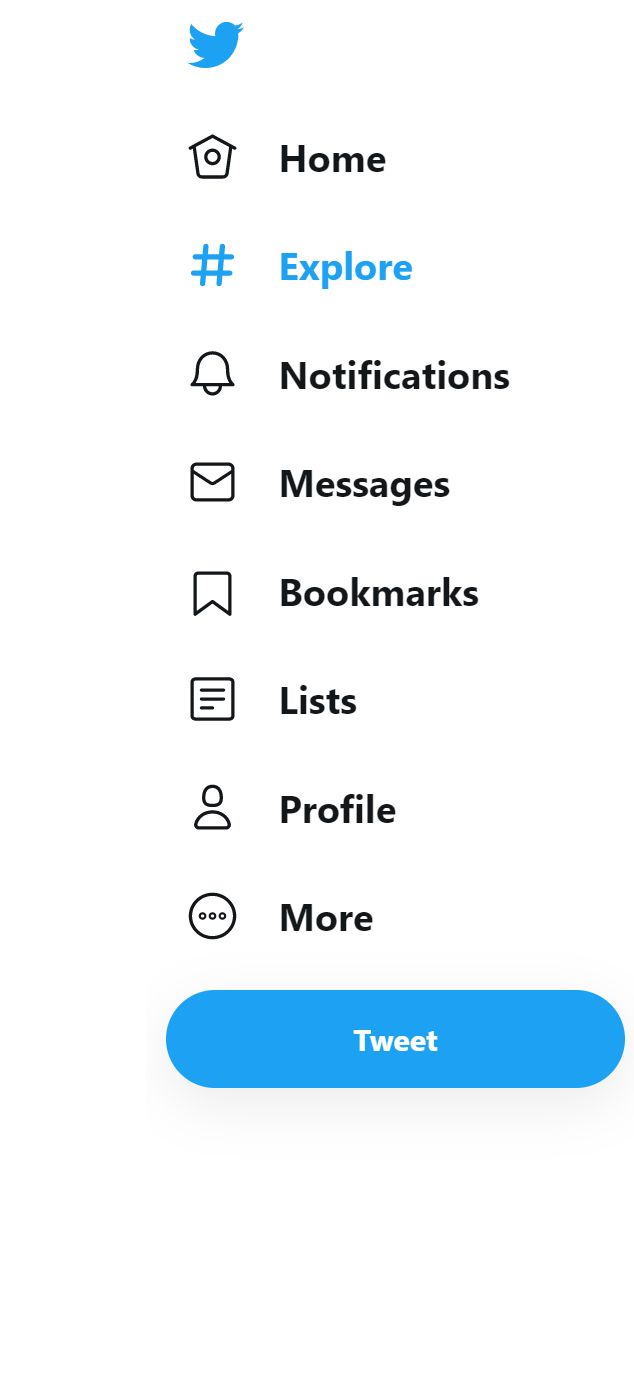 Home
Explore
Notifications
Messages
Bookmarks
Lists
Profile
More
Tweet